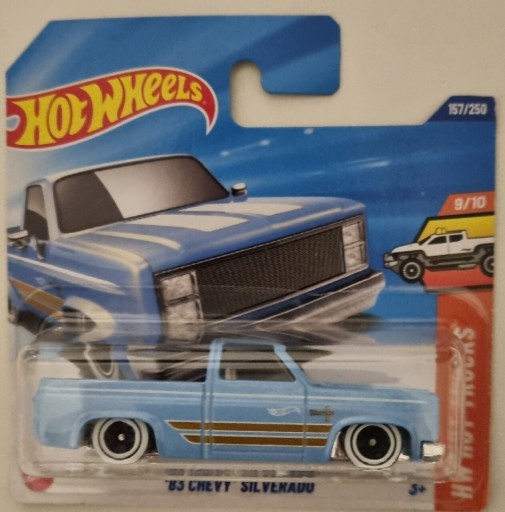 HOT WHEELS
157/250
9/10
HW HOT TRUCKS
'83 CHEVY SILVERADO
3+